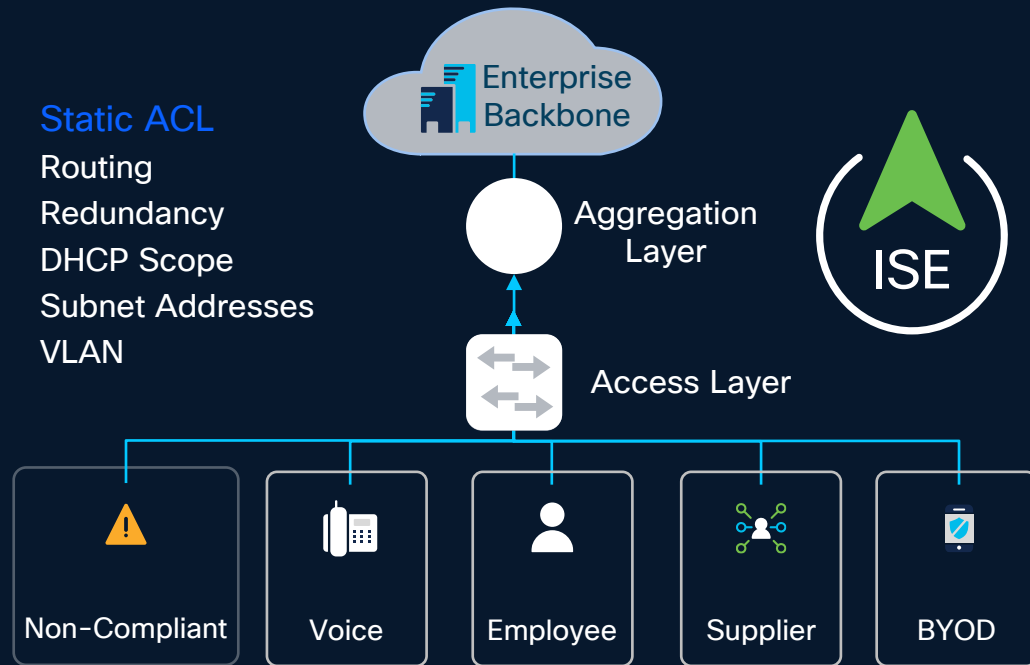 Enterprise
Backbone
Static ACL
Routing
Redundancy
DHCP Scope
Subnet Addresses
VLAN
Aggregation
Layer
ISE
Access Layer
Non-Compliant
Voice
Employee
Supplier
BYOD